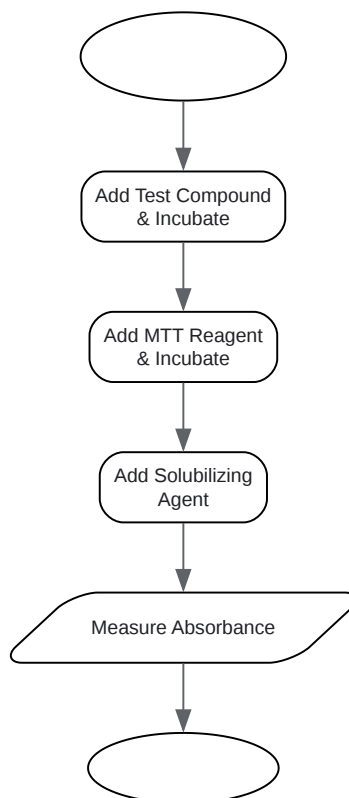 Add Test Compound
& Incubate
Add MTT Reagent
& Incubate
Add Solubilizing
Agent
Measure Absorbance